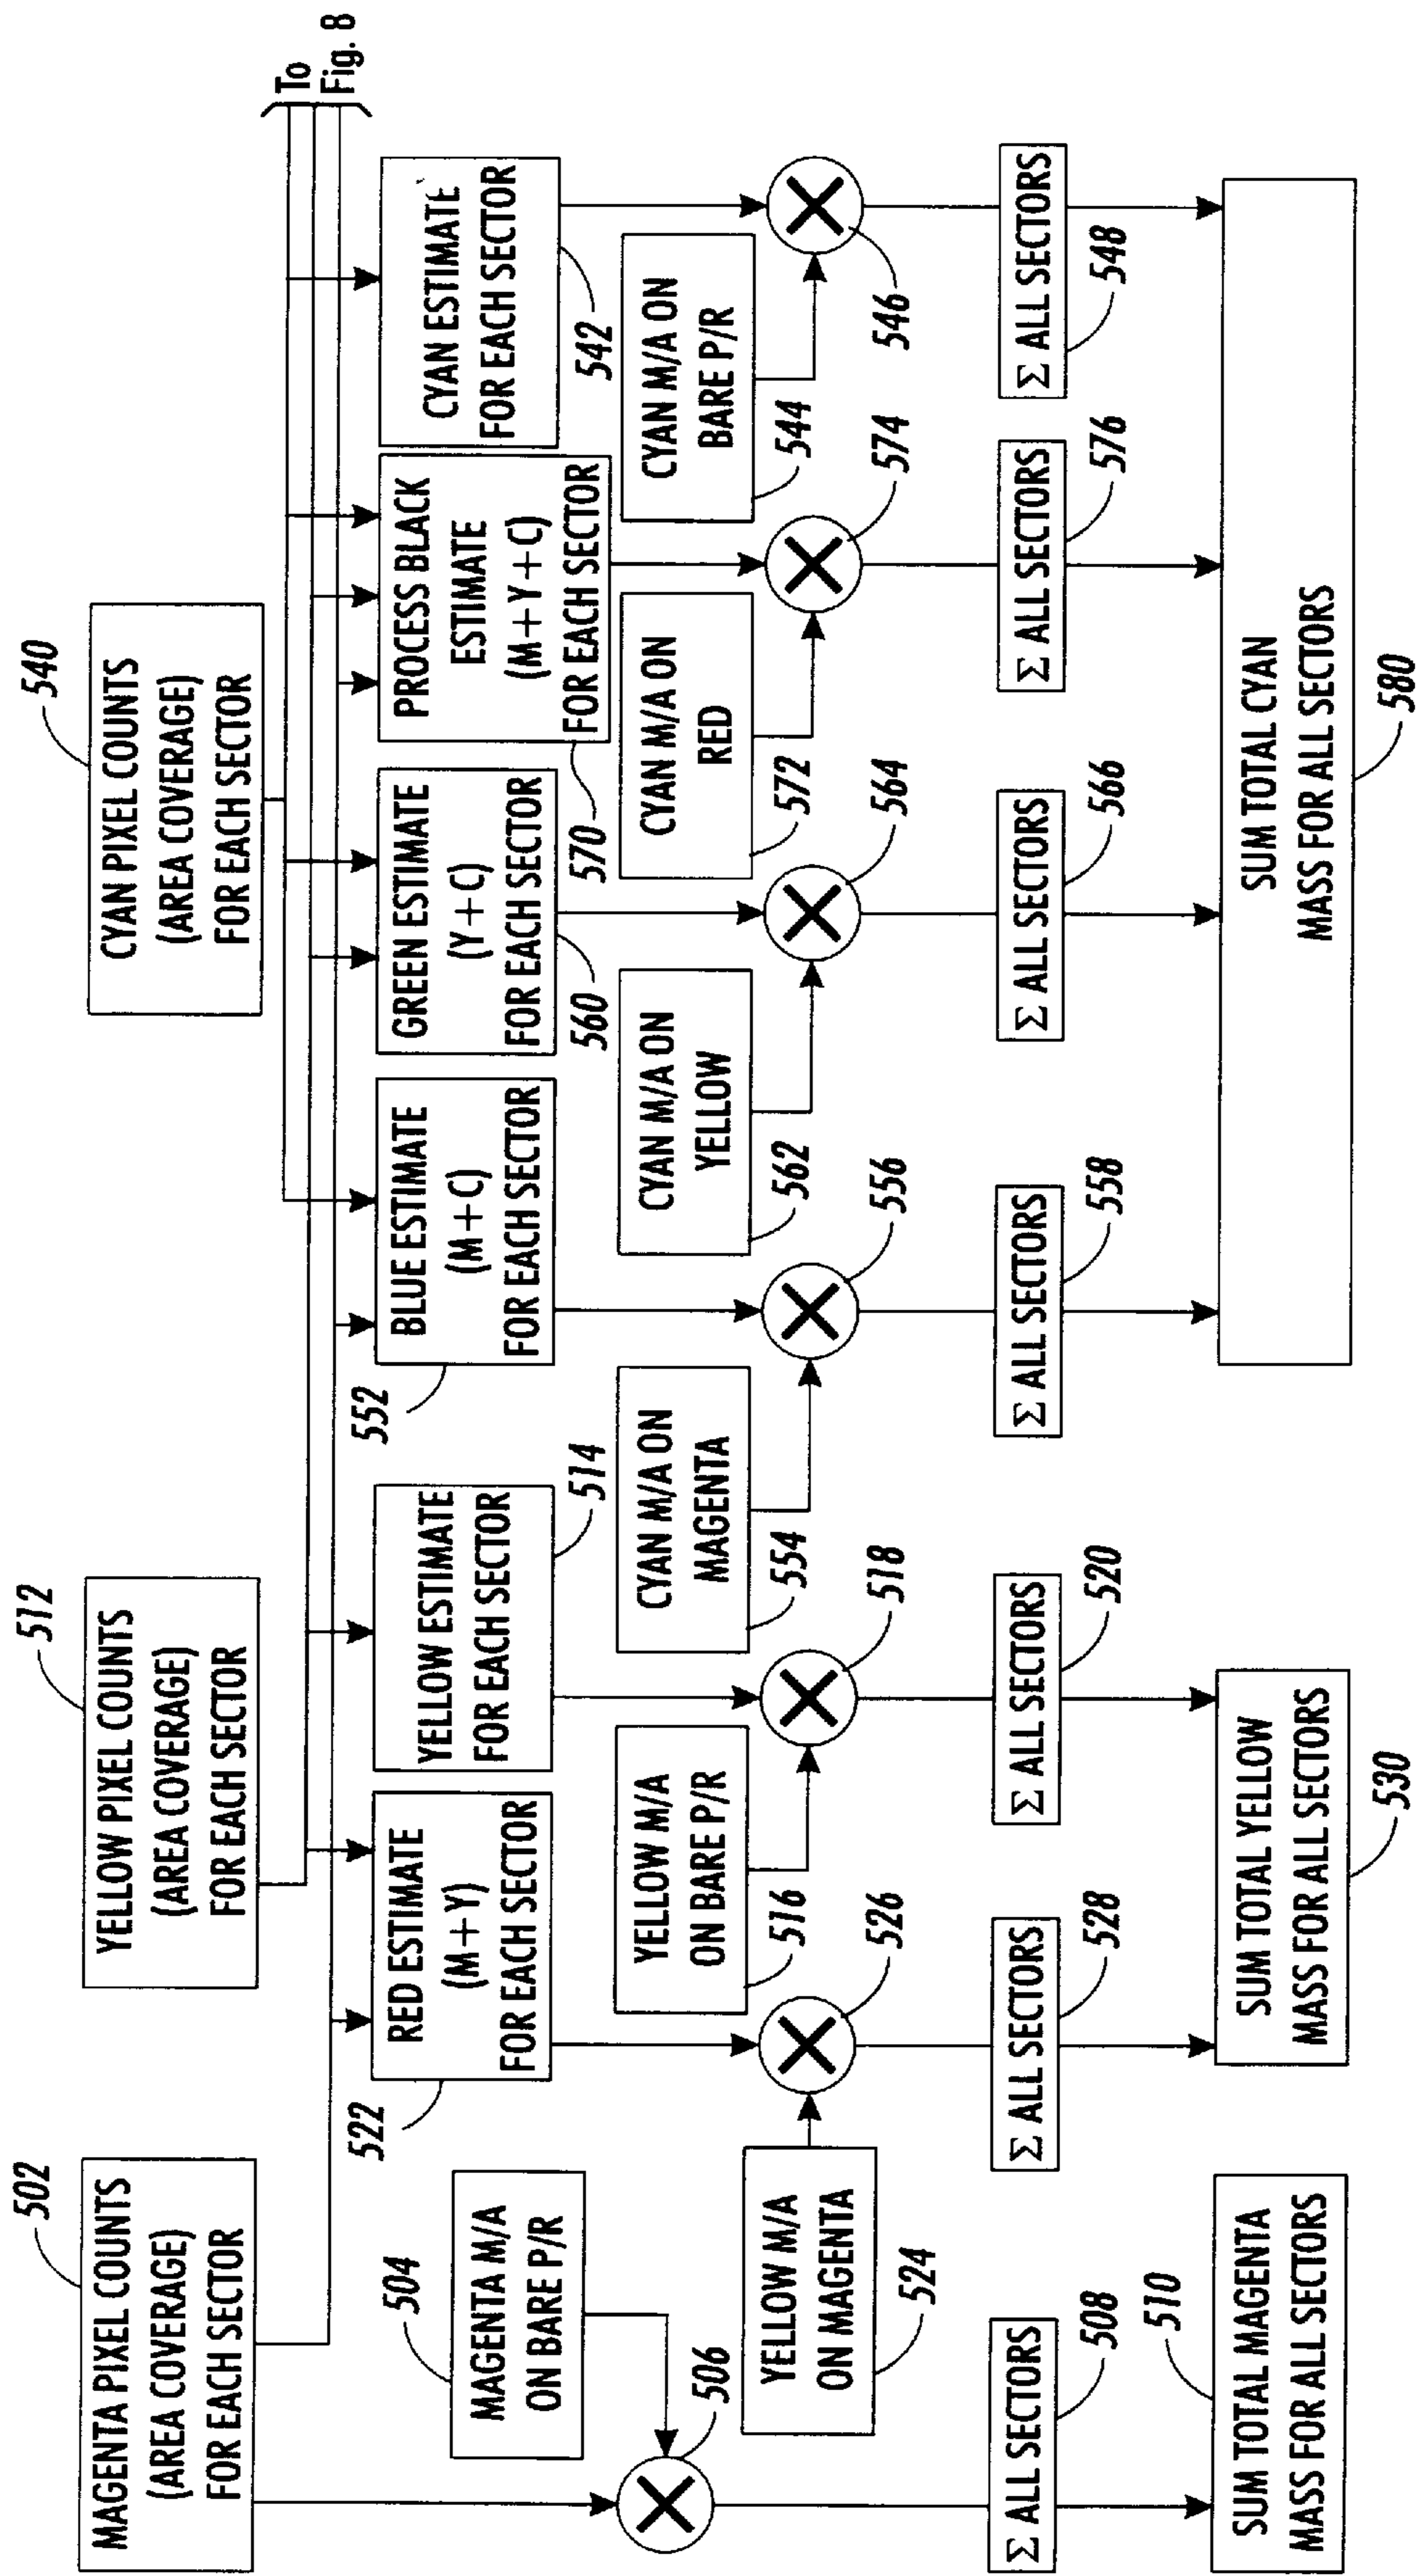 502
MAGENTA PIXEL COUNTS
(AREA COVERAGE)
FOR EACH SECTOR
512
YELLOW PIXEL COUNTS
(AREA COVERAGE)
FOR EACH SECTOR
540
CYAN PIXEL COUNTS
(AREA COVERAGE)
FOR EACH SECTOR
To
Fig. 8
522
RED ESTIMATE
(M+Y)
FOR EACH SECTOR
YELLOW ESTIMATE
FOR EACH SECTOR
514
552
BLUE ESTIMATE
(M+C)
FOR EACH SECTOR
GREEN ESTIMATE
(Y+C)
FOR EACH SECTOR
560
PROCESS BLACK
ESTIMATE
(M+Y+C)
FOR EACH SECTOR
570
CYAN ESTIMATE
FOR EACH SECTOR
542
504
MAGENTA M/A
ON BARE P/R
506
YELLOW M/A
ON MAGENTA
524
YELLOW M/A
ON BARE P/R
516
526
CYAN M/A ON
MAGENTA
554
518
CYAN M/A ON
YELLOW
562
556
CYAN M/A ON
RED
572
564
CYAN M/A ON
BARE P/R
544
574
546
Σ ALL SECTORS
508
Σ ALL SECTORS
528
Σ ALL SECTORS
520
Σ ALL SECTORS
558
Σ ALL SECTORS
566
Σ ALL SECTORS
576
Σ ALL SECTORS
548
510
SUM TOTAL MAGENTA
MASS FOR ALL SECTORS
SUM TOTAL YELLOW
MASS FOR ALL SECTORS
530
SUM TOTAL CYAN
MASS FOR ALL SECTORS
580